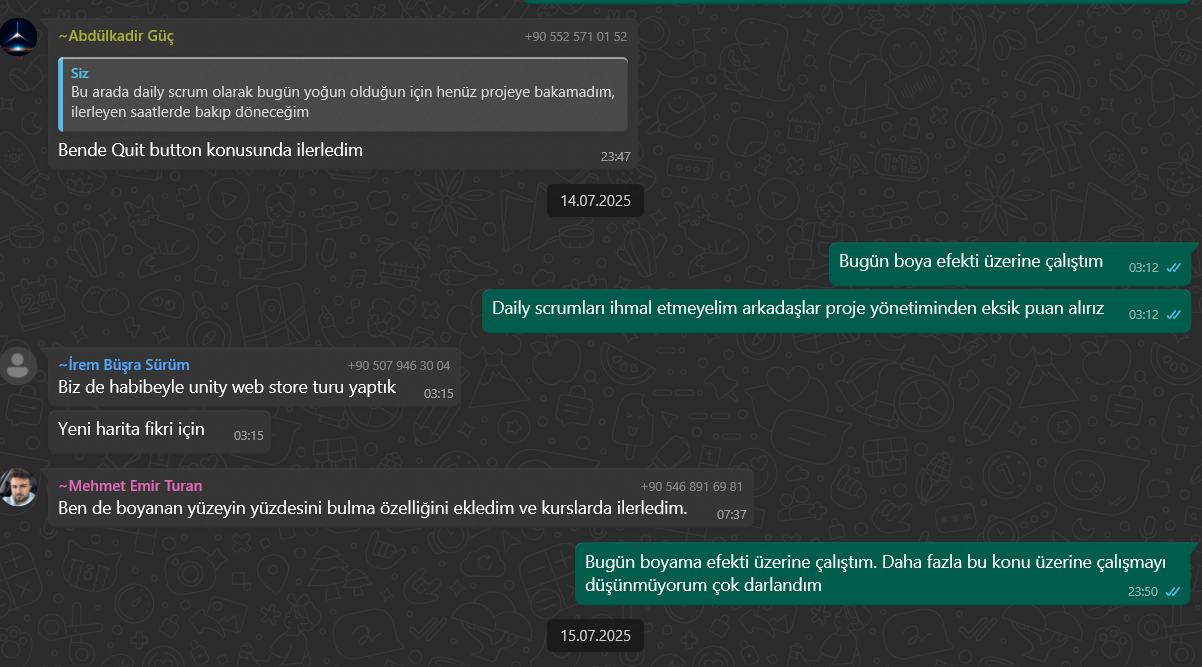 ~Abdülkadir Güç
+90 552 571 01 52
Siz
Bu arada daily scrum olarak bugün yoğun olduğun için henüz projeye bakamadım,
ilerleyen saatlerde bakıp döneceğim
Bende Quit button konusunda ilerledim
23:47
14.07.2025
Bugün boya efekti üzerine çalıştım
03:12
Daily scrumları ihmal etmeyelim arkadaşlar proje yönetiminden eksik puan alırız
03:12
~İrem Büşra Sürüm
+90 507 946 30 04
Biz de habibeyle unity web store turu yaptık
03:15
Yeni harita fikri için
03:15
~Mehmet Emir Turan
+90 546 891 69 81
Ben de boyanan yüzeyin yüzdesini bulma özelliğini ekledim ve kurslarda ilerledim.
07:37
Bugün boyama efekti üzerine çalıştım. Daha fazla bu konu üzerine çalışmayı
düşünmüyorum çok darlandım
23:50
15.07.2025